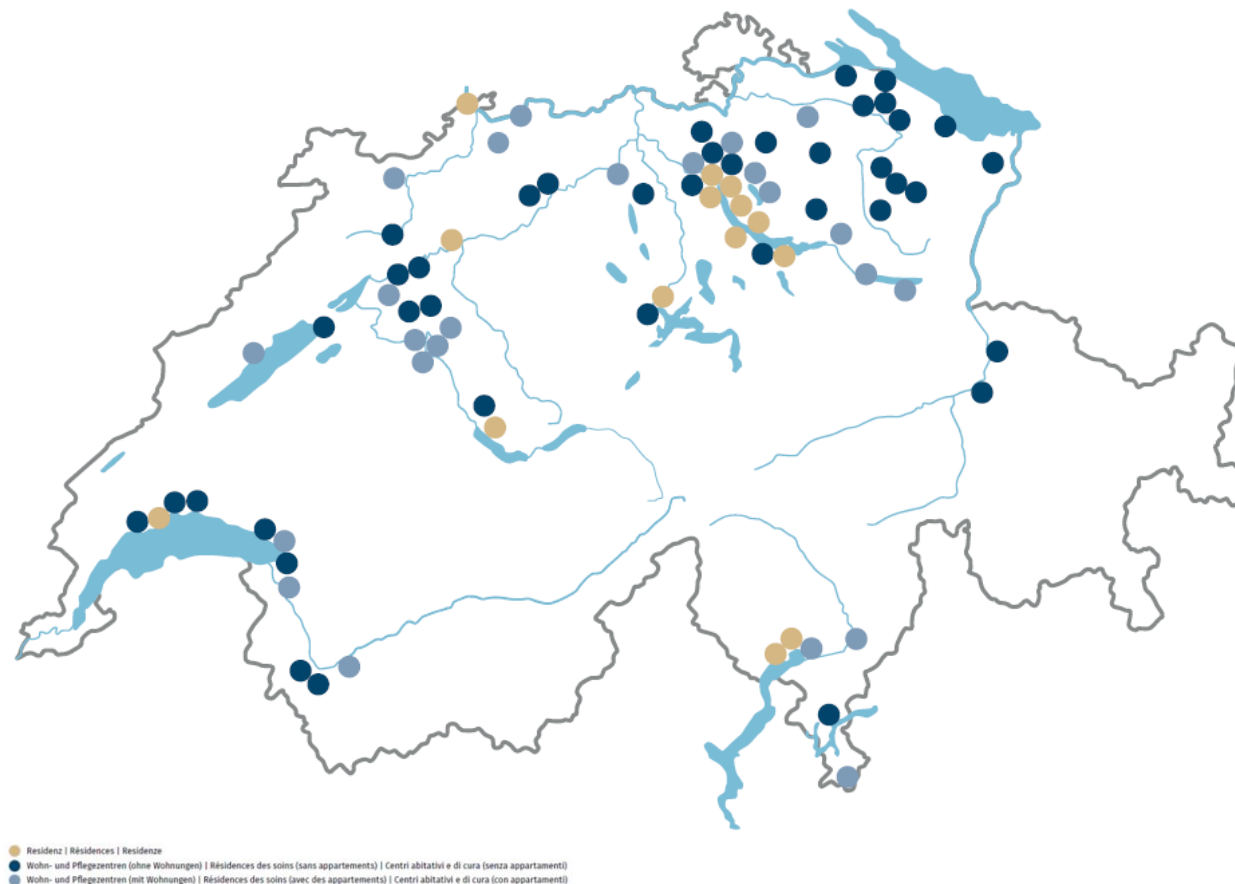 Residenz | Résidences | Residenze
Wohn- und Pflegezentren (ohne Wohnungen) | Résidences des soins (sans appartements) | Centri abitativi e di cura (senza appartamenti)
Wohn- und Pflegezentren (mit Wohnungen) | Résidences des soins (avec des appartements) | Centri abitativi e di cura (con appartamenti)